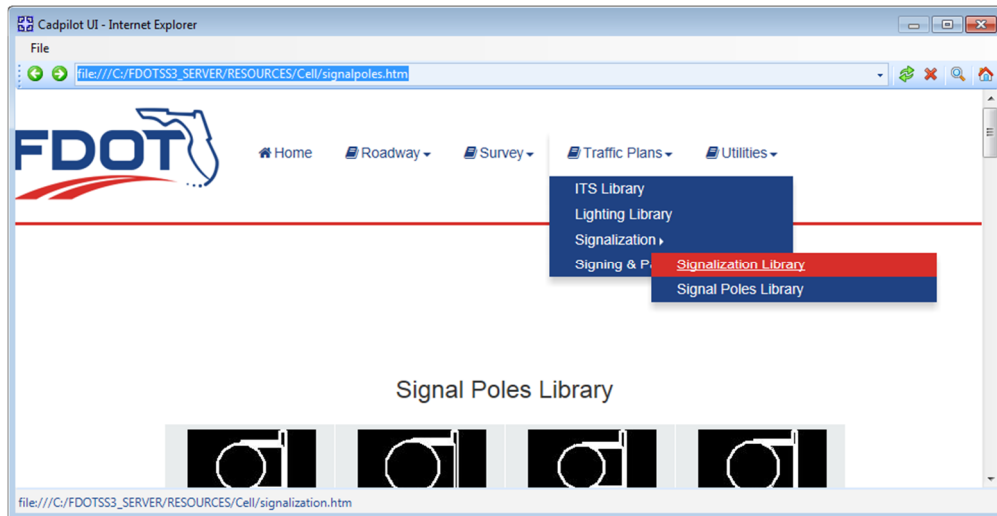 Cadpilot UI - Internet Explorer
File
file:///C:/FDOTSS3_SERVER/RESOURCES/Cell/signalpoles.htm
FDOT
Home Roadway Survey Traffic Plans Utilities
ITS Library
Lighting Library
Signalization
Signing &
Signalization Library
Signal Poles Library
Signal Poles Library
file:///C:/FDOTSS3_SERVER/RESOURCES/Cell/signalization.htm